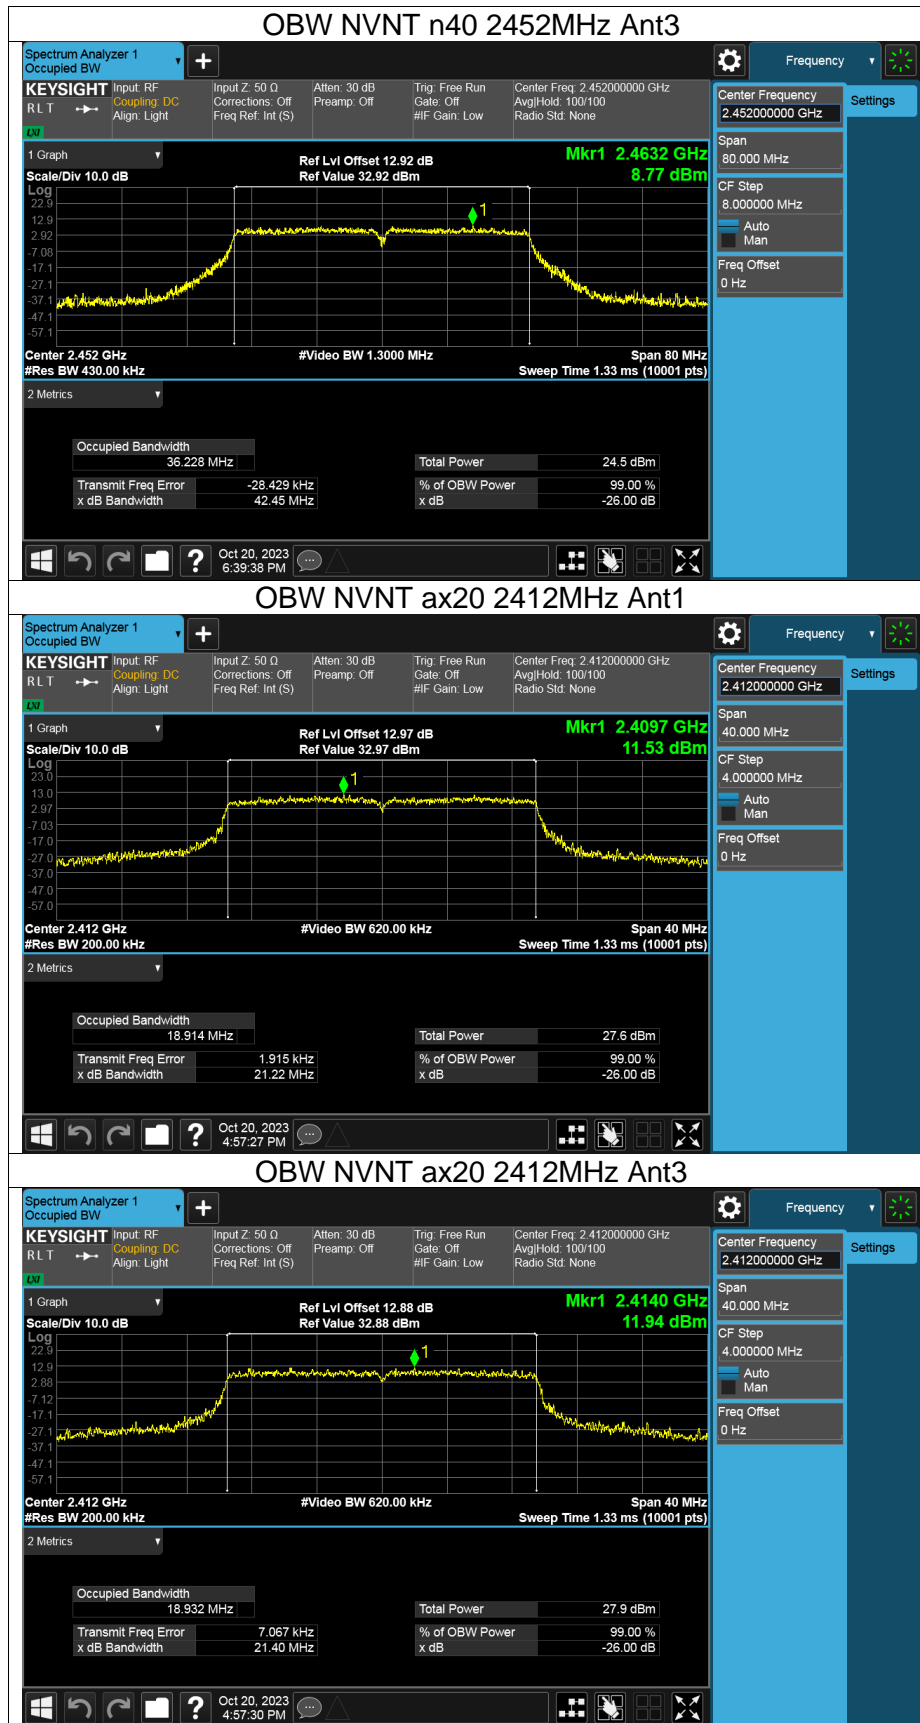 OBW NVNT n40 2452MHz Ant3
Spectrum Analyzer 1
Occupied BW
Frequency
KEYSIGHT
RLT
LXI
Input: RF
Coupling: DC
Align: Light
Input Z: 50 Ω
Corrections: Off
Freq Ref: Int (S)
Atten: 30 dB
Preamp: Off
Trig: Free Run
Gate: Off
#IF Gain: Low
Center Freq: 2.452000000 GHz
Avg|Hold: 100/100
Radio Std: None
Center Frequency
2.452000000 GHz
Settings
Span
80.000 MHz
CF Step
8.000000 MHz
Auto
Man
Freq Offset
0 Hz
1 Graph
Scale/Div 10.0 dB
Ref Lvl Offset 12.92 dB
Ref Value 32.92 dBm
Mkr1 2.4632 GHz
8.77 dBm
Log
22.9
12.9
2.92
-7.08
-17.1
-27.1
-37.1
-47.1
-57.1
1
Center 2.452 GHz
#Video BW 1.3000 MHz
Span 80 MHz
#Res BW 430.00 kHz
Sweep Time 1.33 ms (10001 pts)
2 Metrics
Occupied Bandwidth
36.228 MHz
Total Power 24.5 dBm
Transmit Freq Error -28.429 kHz
% of OBW Power 99.00 %
x dB Bandwidth 42.45 MHz
x dB -26.00 dB
?
Oct 20, 2023
6:39:38 PM
OBW NVNT ax20 2412MHz Ant1
Spectrum Analyzer 1
Occupied BW
Frequency
KEYSIGHT
RLT
LXI
Input: RF
Coupling: DC
Align: Light
Input Z: 50 Ω
Corrections: Off
Freq Ref: Int (S)
Atten: 30 dB
Preamp: Off
Trig: Free Run
Gate: Off
#IF Gain: Low
Center Freq: 2.412000000 GHz
Avg|Hold: 100/100
Radio Std: None
Center Frequency
2.412000000 GHz
Settings
Span
40.000 MHz
CF Step
4.000000 MHz
Auto
Man
Freq Offset
0 Hz
1 Graph
Scale/Div 10.0 dB
Ref Lvl Offset 12.97 dB
Ref Value 32.97 dBm
Mkr1 2.4097 GHz
11.53 dBm
Log
23.0
13.0
2.97
-7.03
-17.0
-27.0
-37.0
-47.0
-57.0
1
Center 2.412 GHz
#Video BW 620.00 kHz
Span 40 MHz
#Res BW 200.00 kHz
Sweep Time 1.33 ms (10001 pts)
2 Metrics
Occupied Bandwidth
18.914 MHz
Total Power 27.6 dBm
Transmit Freq Error 1.915 kHz
% of OBW Power 99.00 %
x dB Bandwidth 21.22 MHz
x dB -26.00 dB
?
Oct 20, 2023
4:57:27 PM
OBW NVNT ax20 2412MHz Ant3
Spectrum Analyzer 1
Occupied BW
Frequency
KEYSIGHT
RLT
LXI
Input: RF
Coupling: DC
Align: Light
Input Z: 50 Ω
Corrections: Off
Freq Ref: Int (S)
Atten: 30 dB
Preamp: Off
Trig: Free Run
Gate: Off
#IF Gain: Low
Center Freq: 2.412000000 GHz
Avg|Hold: 100/100
Radio Std: None
Center Frequency
2.412000000 GHz
Settings
Span
40.000 MHz
CF Step
4.000000 MHz
Auto
Man
Freq Offset
0 Hz
1 Graph
Scale/Div 10.0 dB
Ref Lvl Offset 12.88 dB
Ref Value 32.88 dBm
Mkr1 2.4140 GHz
11.94 dBm
Log
22.9
12.9
2.88
-7.12
-17.1
-27.1
-37.1
-47.1
-57.1
1
Center 2.412 GHz
#Video BW 620.00 kHz
Span 40 MHz
#Res BW 200.00 kHz
Sweep Time 1.33 ms (10001 pts)
2 Metrics
Occupied Bandwidth
18.932 MHz
Total Power 27.9 dBm
Transmit Freq Error 7.067 kHz
% of OBW Power 99.00 %
x dB Bandwidth 21.40 MHz
x dB -26.00 dB
?
Oct 20, 2023
4:57:30 PM